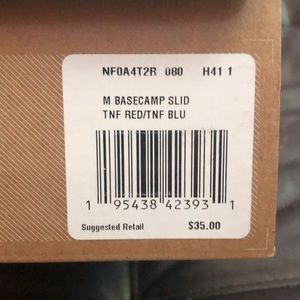 NF0A4T2R 080 H41 1
M BASECAMP SLID
TNF RED/TNF BLU
1 95438 42393 1
Suggested Retail $35.00